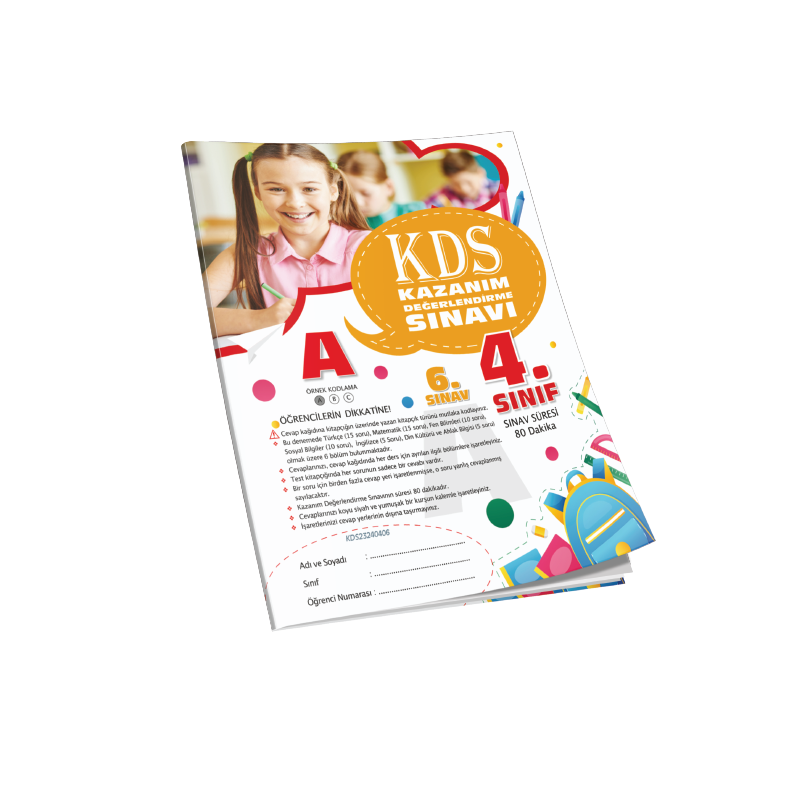 KDS
KAZANIM
DEĞERLENDİRME
SINAVI
A
ÖRNEK KODLAMA
A B C
6.
SINAV
4.
SINIF
SINAV SÜRESİ
80 Dakika
ÖĞRENCİLERİN DİKKATİNE!
Cevap kağıdına kitapçığın üzerinde yazan kitapçık türünü mutlaka kodlayınız.
Bu denemede Türkçe (15 soru), Matematik (15 soru), Fen Bilimleri (10 soru),
Sosyal Bilgiler (10 soru), İngilizce (5 Soru), Din Kültürü ve Ahlak Bilgisi (5 soru)
olmak üzere 6 bölüm bulunmaktadır.
Cevaplarınızı, cevap kağıdında her ders için ayrılan ilgili bölümlere işaretleyiniz.
Test kitapçığında her sorunun sadece bir cevabı vardır.
Bir soru için birden fazla cevap yeri işaretlenmişse, o soru yanlış cevaplanmış
sayılacaktır.
Kazanım Değerlendirme Sınavının süresi 80 dakikadır.
Cevaplarınızı koyu siyah ve yumuşak bir kurşun kalemle işaretleyiniz.
İşaretlerinizi cevap yerlerinin dışına taşırmayınız.
KDS23240406
Adı ve Soyadı :
Sınıf :
Öğrenci Numarası :
A